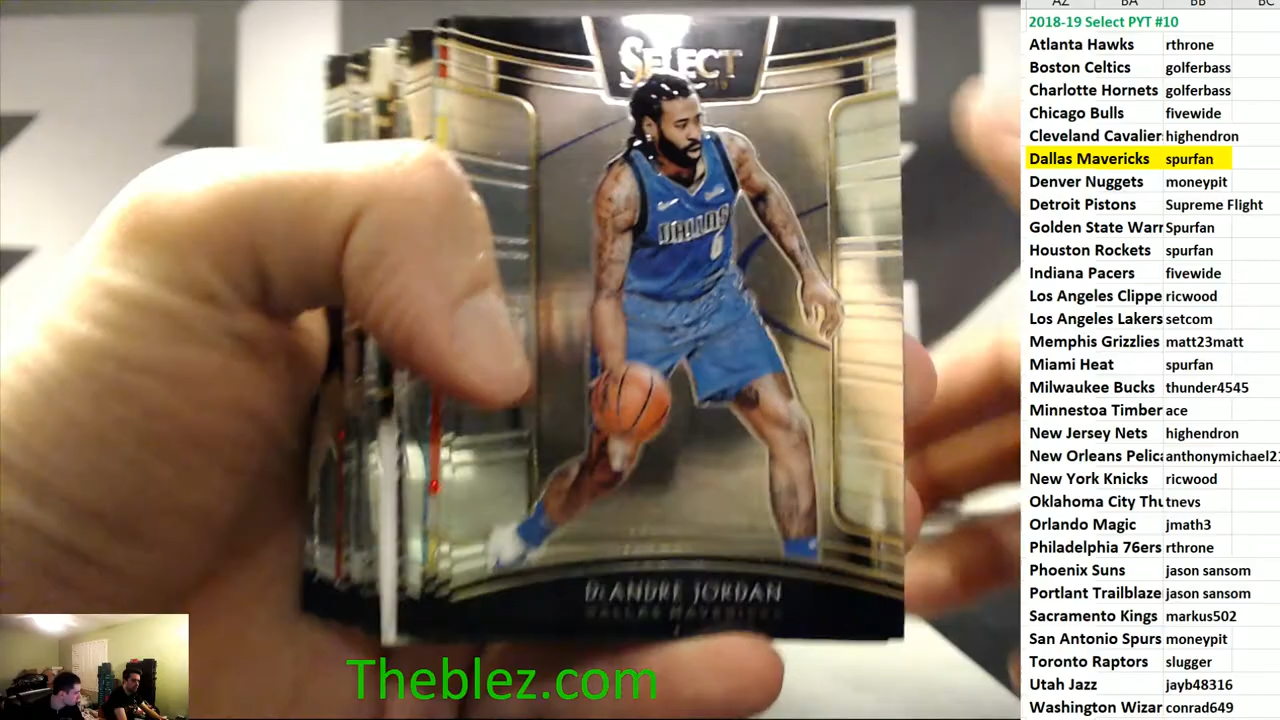 AZ BA BB BC
2018-19 Select PYT #10
Atlanta Hawks rthrone
Boston Celtics golferbass
Charlotte Hornets golferbass
Chicago Bulls fivewide
Cleveland Cavalier highendron
Dallas Mavericks spurfan
Denver Nuggets moneypit
Detroit Pistons Supreme Flight
Golden State Warr Spurfan
Houston Rockets spurfan
Indiana Pacers fivewide
Los Angeles Clippe ricwood
Los Angeles Lakers setcom
Memphis Grizzlies matt23matt
Miami Heat spurfan
Milwaukee Bucks thunder4545
Minnestoa Timber ace
New Jersey Nets highendron
New Orleans Pelica anthonymichael21
New York Knicks ricwood
Oklahoma City Thu tnevs
Orlando Magic jmath3
Philadelphia 76ers rthrone
Phoenix Suns jason sansom
Portlant Trailblaze jason sansom
Sacramento Kings markus502
San Antonio Spurs moneypit
Toronto Raptors slugger
Utah Jazz jayb48316
Washington Wizar conrad649
SELECT
DALLAS
6
DeANDRE JORDAN
DALLAS MAVERICKS
Theblez.com